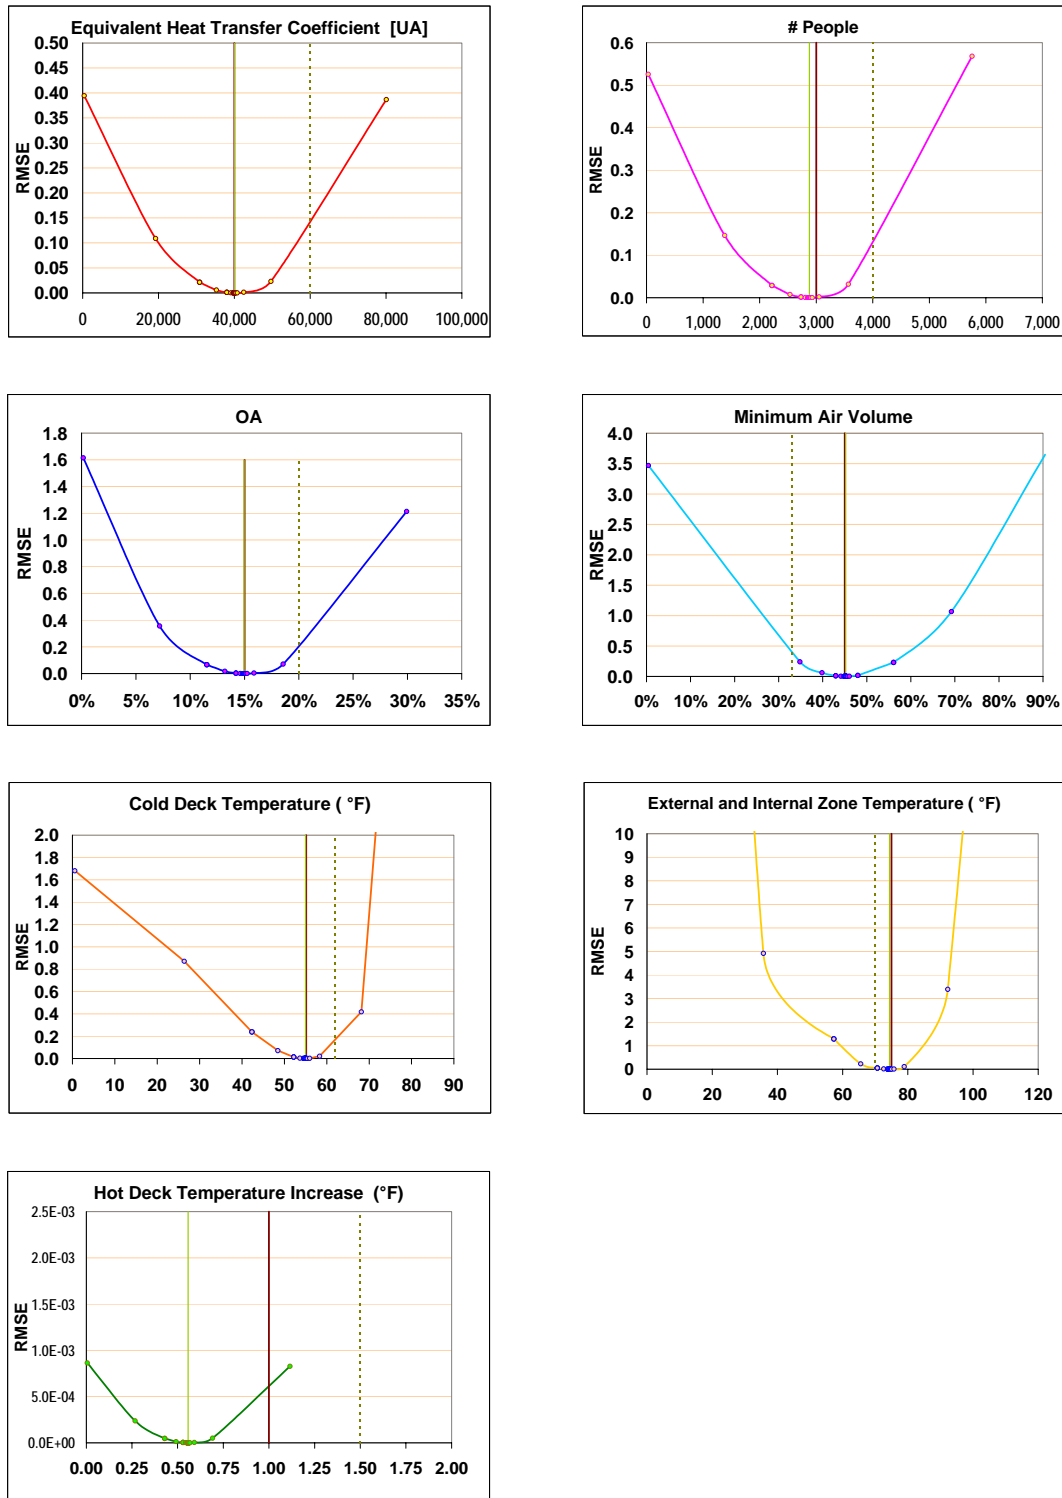 Equivalent Heat Transfer Coefficient [UA]
0.50
0.45
0.40
0.35
0.30
0.25
0.20
0.15
0.10
0.05
0.00
RMSE
0 20,000 40,000 60,000 80,000 100,000
# People
0.6
0.5
0.4
0.3
0.2
0.1
0.0
RMSE
0 1,000 2,000 3,000 4,000 5,000 6,000 7,000
OA
1.8
1.6
1.4
1.2
1.0
0.8
0.6
0.4
0.2
0.0
RMSE
0% 5% 10% 15% 20% 25% 30% 35%
Minimum Air Volume
4.0
3.5
3.0
2.5
2.0
1.5
1.0
0.5
0.0
RMSE
0% 10% 20% 30% 40% 50% 60% 70% 80% 90%
Cold Deck Temperature ( °F)
2.0
1.8
1.6
1.4
1.2
1.0
0.8
0.6
0.4
0.2
0.0
RMSE
0 10 20 30 40 50 60 70 80 90
External and Internal Zone Temperature ( °F)
10
9
8
7
6
5
4
3
2
1
0
RMSE
0 20 40 60 80 100 120
Hot Deck Temperature Increase (°F)
2.5E-03
2.0E-03
1.5E-03
1.0E-03
5.0E-04
0.0E+00
RMSE
0.00 0.25 0.50 0.75 1.00 1.25 1.50 1.75 2.00